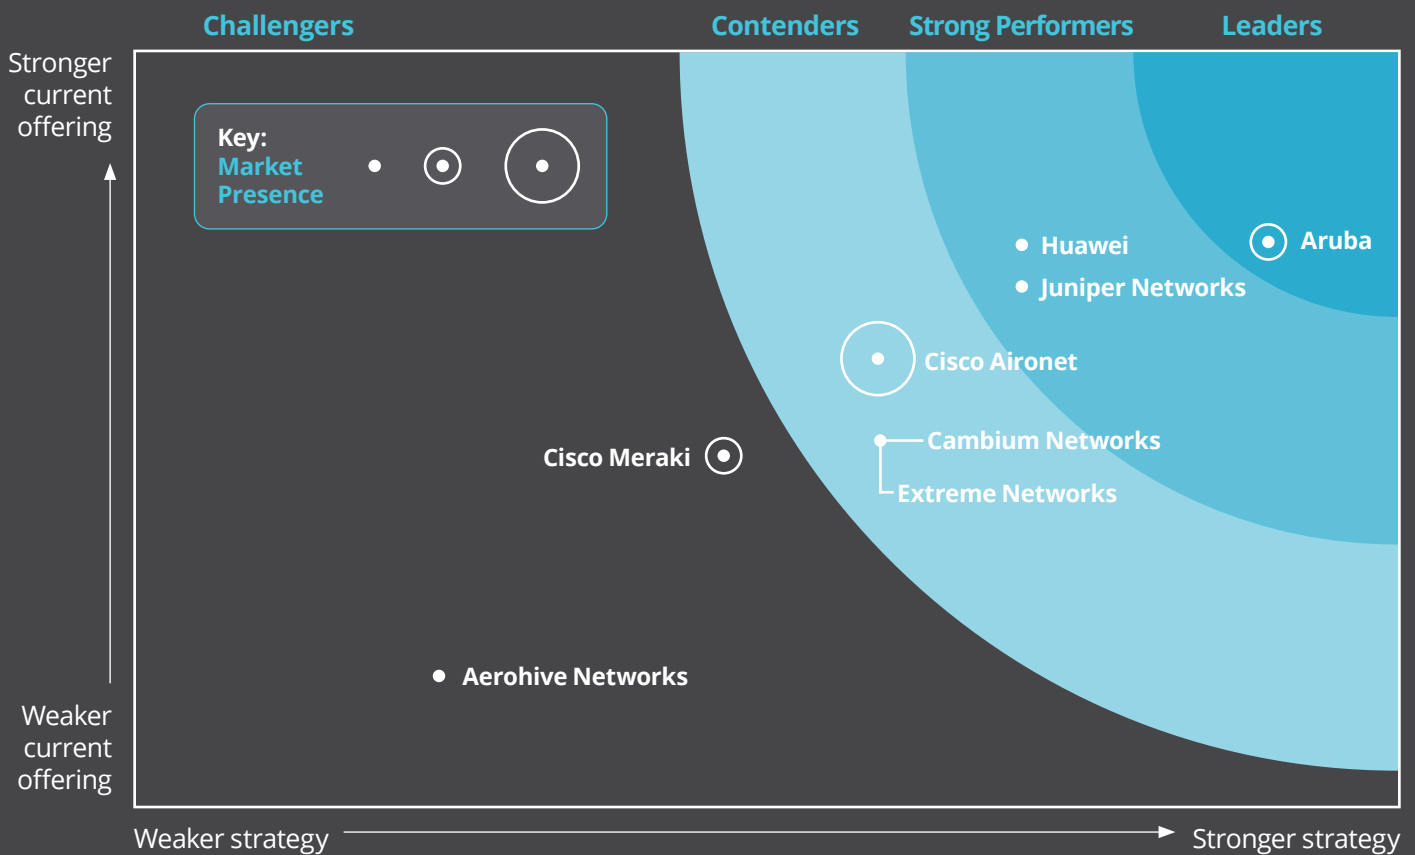 Challengers
Contenders
Strong Performers
Leaders
Stronger
current
offering
Key:
Market
Presence
Huawei
Aruba
Juniper Networks
Cisco Aironet
Cambium Networks
Cisco Meraki
Extreme Networks
Aerohive Networks
Weaker
current
offering
Weaker strategy
Stronger strategy